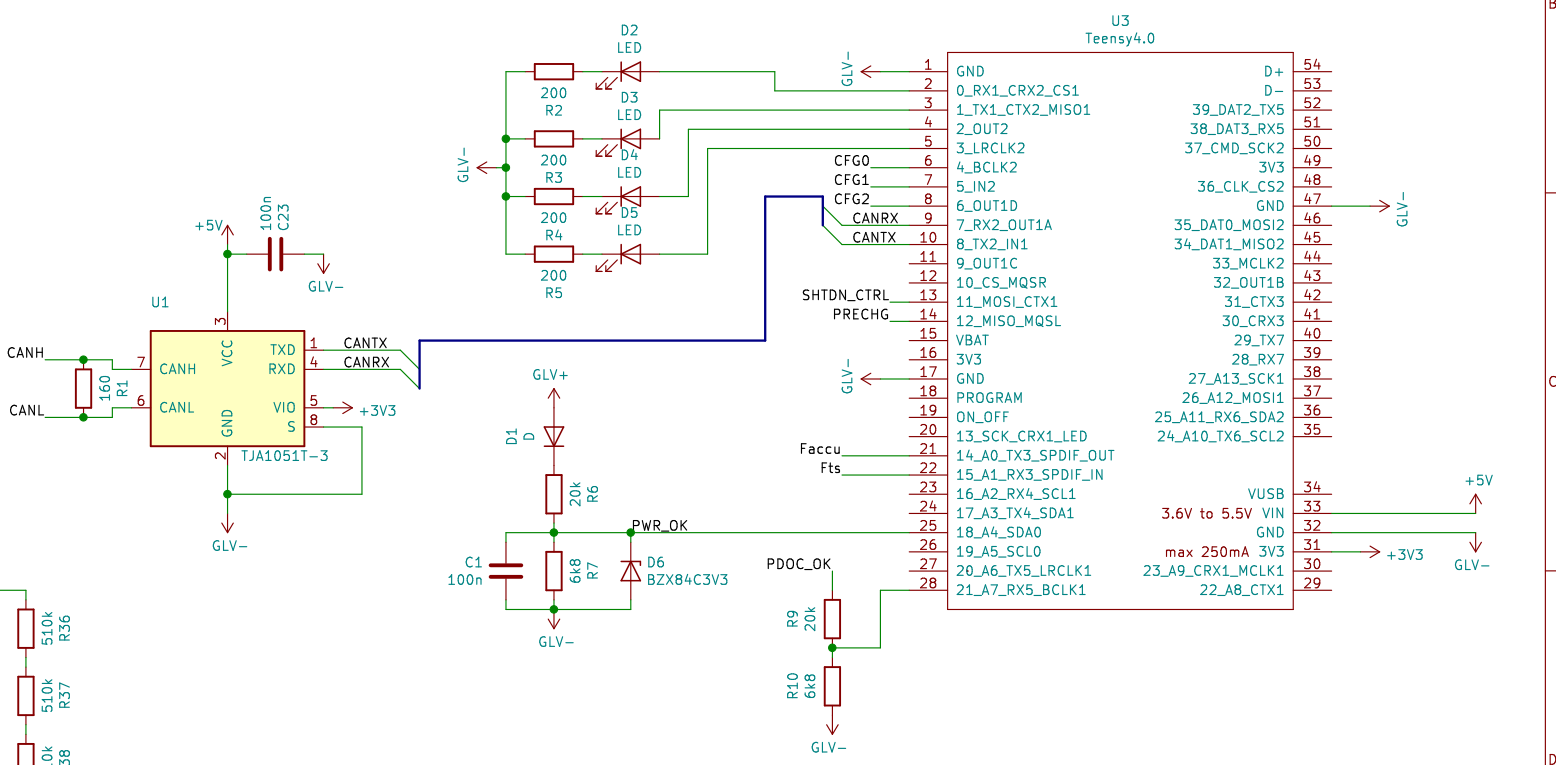 B
C
D
U3
Teensy4.0
1 GND
2 0_RX1_CRX2_CS1
3 1_TX1_CTX2_MISO1
4 2_OUT2
5 3_LRCLK2
6 4_BCLK2
7 5_IN2
8 6_OUT1D
9 7_RX2_OUT1A
10 8_TX2_IN1
11 9_OUT1C
12 10_CS_MQSR
13 11_MOSI_CTX1
14 12_MISO_MQSL
15 VBAT
16 3V3
17 GND
18 PROGRAM
19 ON_OFF
20 13_SCK_CRX1_LED
21 14_A0_TX3_SPDIF_OUT
22 15_A1_RX3_SPDIF_IN
23 16_A2_RX4_SCL1
24 17_A3_TX4_SDA1
25 18_A4_SDA0
26 19_A5_SCL0
27 20_A6_TX5_LRCLK1
28 21_A7_RX5_BCLK1
D+ 54
D- 53
39_DAT2_TX5 52
38_DAT3_RX5 51
37_CMD_SCK2 50
3V3 49
36_CLK_CS2 48
GND 47
35_DAT0_MOSI2 46
34_DAT1_MISO2 45
33_MCLK2 44
32_OUT1B 43
31_CTX3 42
30_CRX3 41
29_TX7 40
28_RX7 39
27_A13_SCK1 38
26_A12_MOSI1 37
25_A11_RX6_SDA2 36
24_A10_TX6_SCL2 35
VUSB 34
3.6V to 5.5V VIN 33
GND 32
max 250mA 3V3 31
23_A9_CRX1_MCLK1 30
22_A8_CTX1 29
GLV-
GLV-
GLV-
+5V
GLV-
+3V3
D2
LED
200
R2
D3
LED
200
R3
D4
LED
200
R4
D5
LED
200
R5
GLV-
CFG0
CFG1
CFG2
CANRX
CANTX
SHTDN_CTRL
PRECHG
Faccu
Fts
PWR_OK
PDOC_OK
R9
20k
R10
6k8
GLV-
GLV+
D1
D
20k
R6
C1
100n
6k8
R7
D6
BZX84C3V3
GLV-
+5V
100n
C23
GLV-
U1
3
VCC
TXD 1
CANTX
RXD 4
CANRX
VIO 5
+3V3
S 8
7 CANH
6 CANL
GND
2
TJA1051T-3
GLV-
CANH
CANL
160
R1
510k
R36
510k
R37